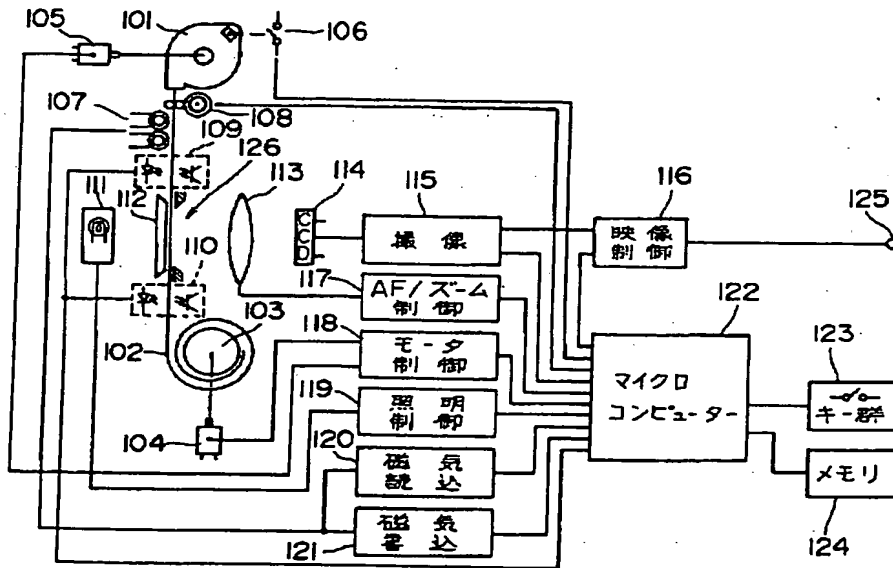 105
101
106
107
108
109
126
113
114
115
116
125
111
112
CCD
撮像
映像
制御
110
117
AF/ズーム
制御
122
103
118
102
モータ
制御
マイクロ
コンピューター
123
キー群
119
照明
制御
104
120
磁気
読込
メモリ
124
121
磁気
書込